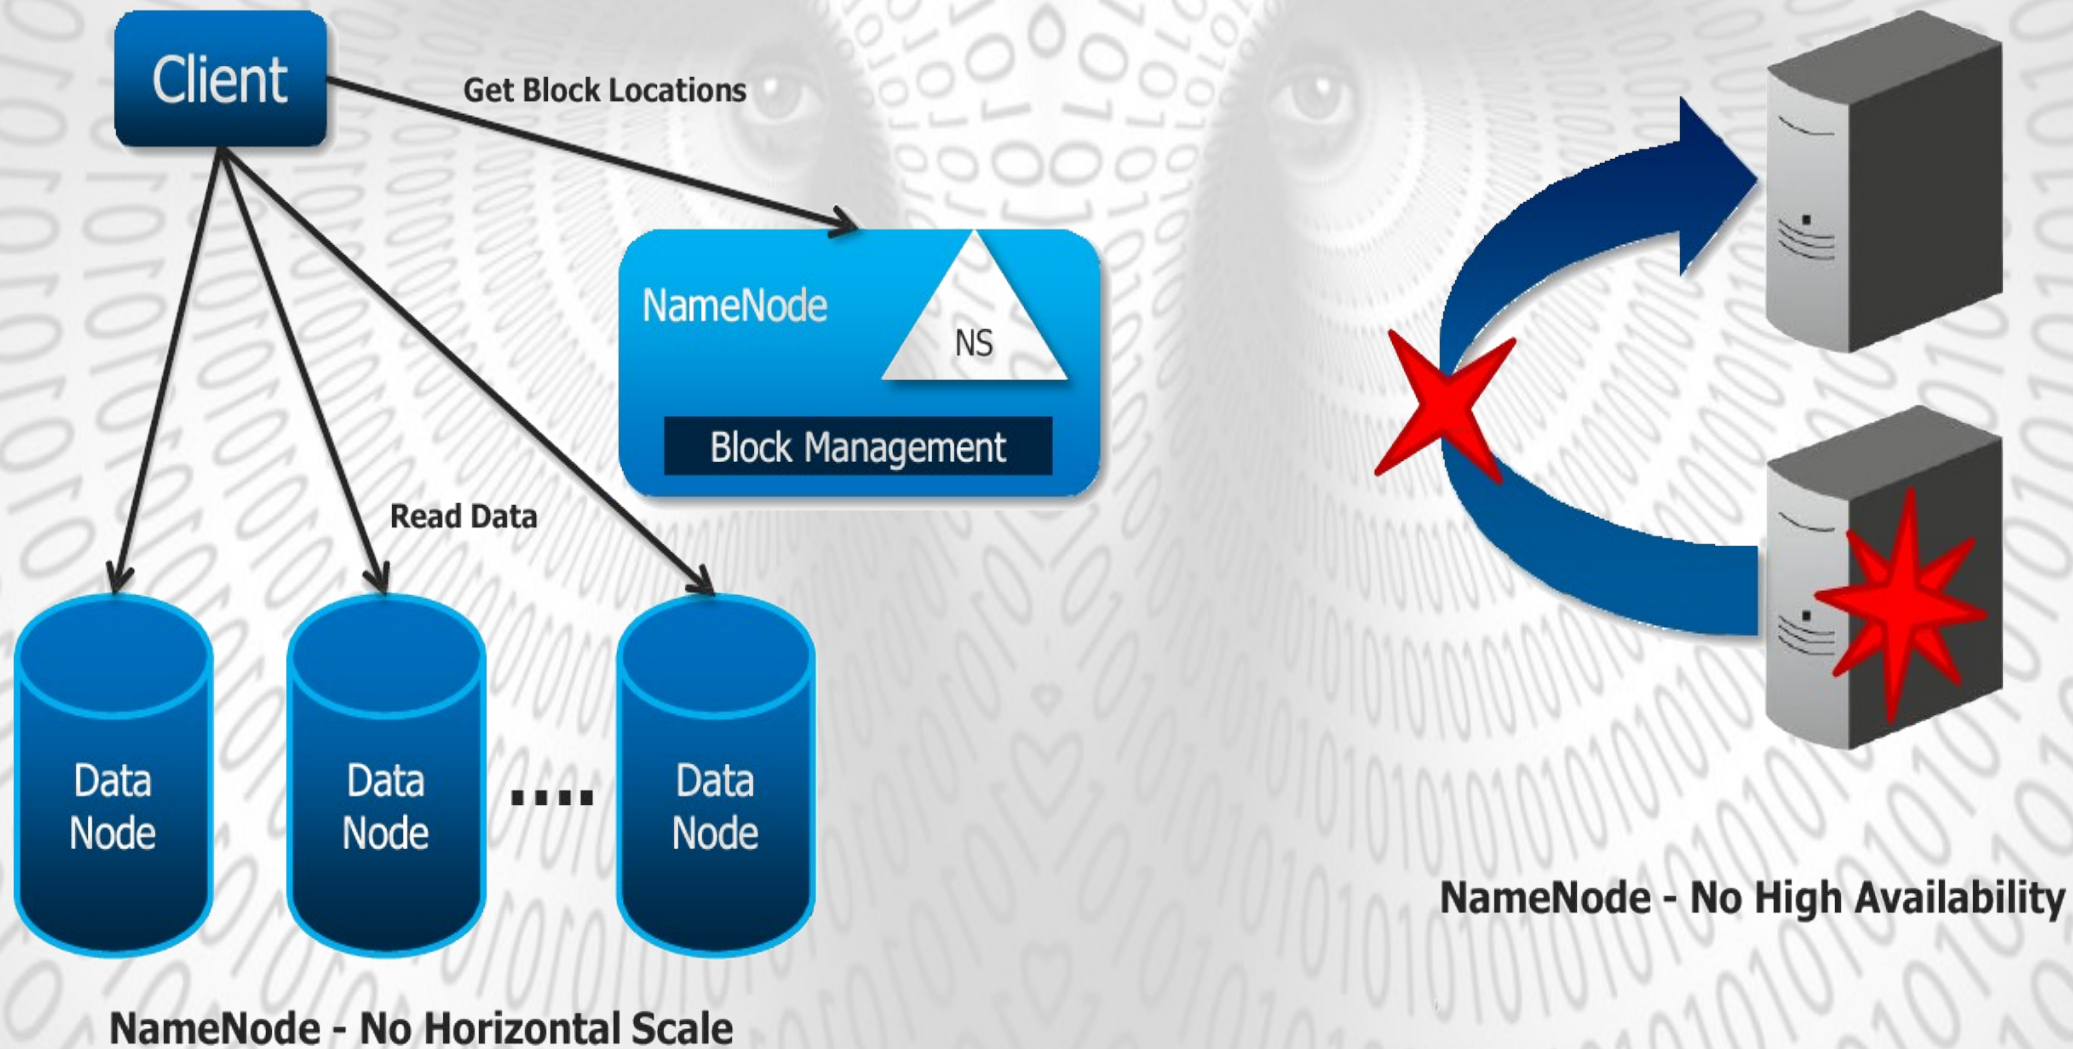 Client
Get Block Locations
NameNode
NS
Block Management
Read Data
Data
Node
Data
Node
....
Data
Node
NameNode - No High Availability
NameNode - No Horizontal Scale